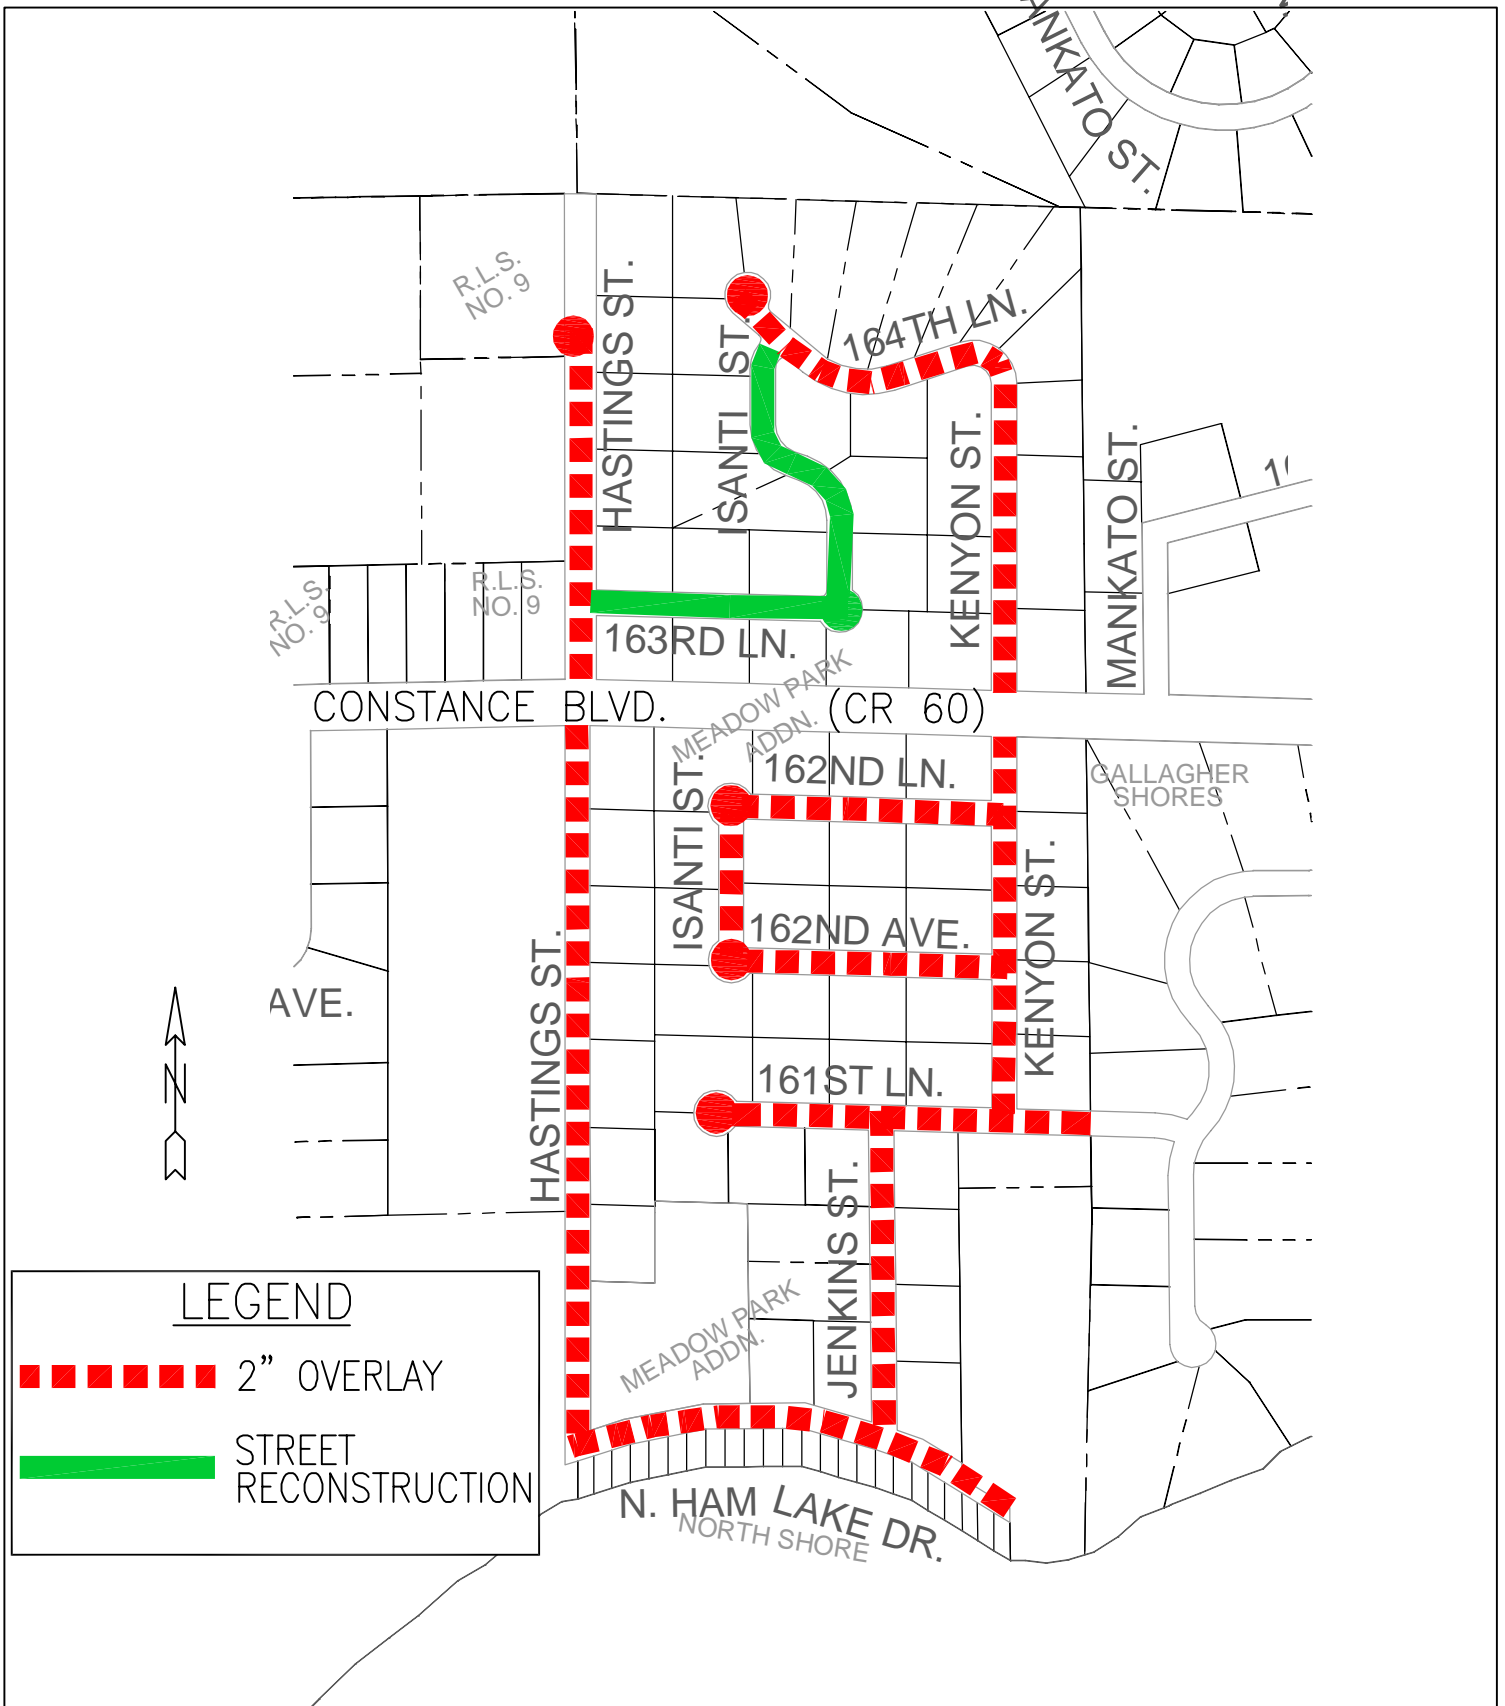 ANKATO ST.
R.L.S.
NO. 9
HASTINGS ST.
ISANTI ST.
164TH LN.
KENYON ST.
MANKATO ST.
R.L.S.
NO. 9
R.L.S.
NO. 9
163RD LN.
CONSTANCE BLVD. (CR 60)
MEADOW PARK
ADDN.
162ND LN.
GALLAGHER
SHORES
ISANTI ST.
162ND AVE.
KENYON ST.
HASTINGS ST.
AVE.
N
161ST LN.
JENKINS ST.
MEADOW PARK
ADDN.
N. HAM LAKE DR.
NORTH SHORE
LEGEND
2” OVERLAY
STREET
RECONSTRUCTION